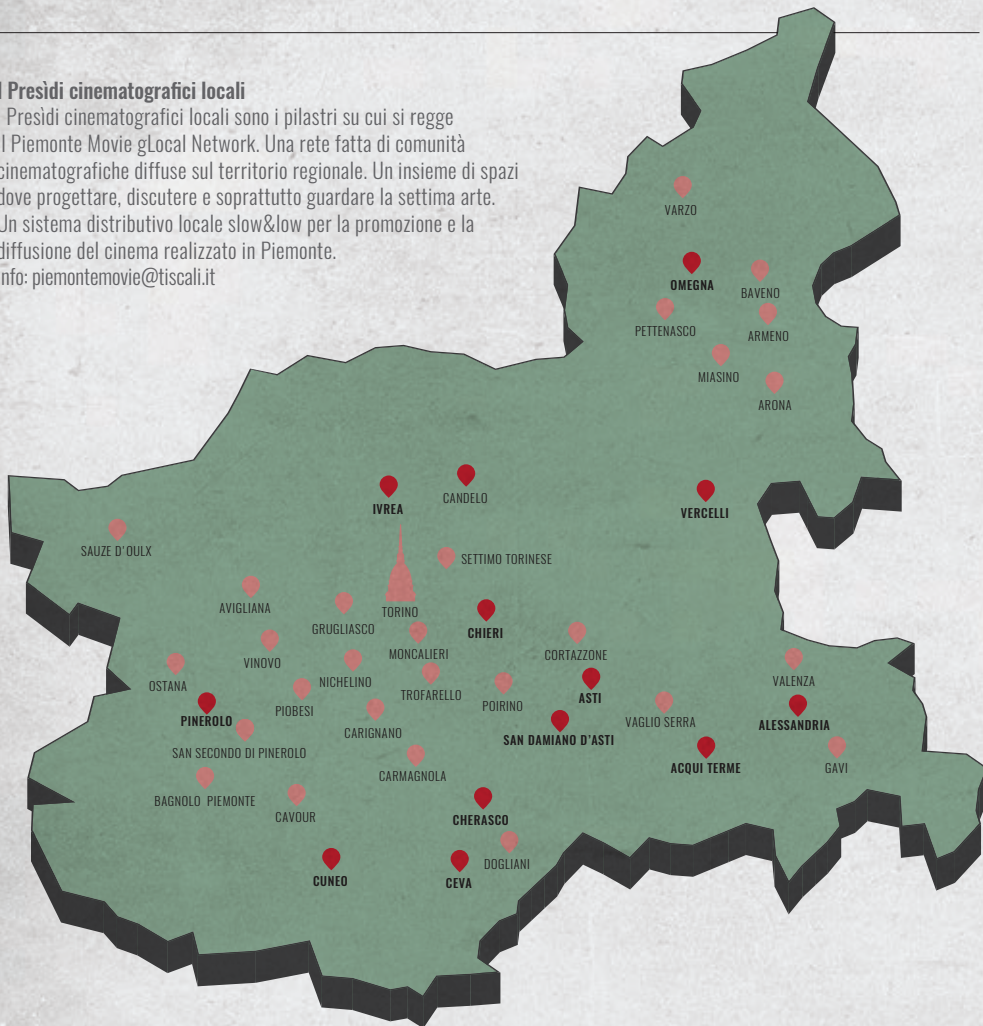 I Presìdi cinematografici locali
I Presìdi cinematografici locali sono i pilastri su cui si regge
il Piemonte Movie gLocal Network. Una rete fatta di comunità
cinematografiche diffuse sul territorio regionale. Un insieme di spazi
dove progettare, discutere e soprattutto guardare la settima arte.
Un sistema distributivo locale slow&low per la promozione e la
diffusione del cinema realizzato in Piemonte.
Info: piemontemovie@tiscali.it
VARZO
OMEGNA
BAVENO
PETTENASCO
ARMENO
MIASINO
ARONA
CANDELO
IVREA
VERCELLI
SAUZE D'OULX
SETTIMO TORINESE
AVIGLIANA
TORINO
GRUGLIASCO
CHIERI
MONCALIERI
CORTAZZONE
VINOVO
NICHELINO
VALENZA
OSTANA
TROFARELLO
ASTI
POIRINO
PIOBESI
PINEROLO
VAGLIO SERRA
ALESSANDRIA
CARIGNANO
SAN DAMIANO D'ASTI
SAN SECONDO DI PINEROLO
ACQUI TERME
GAVI
CARMAGNOLA
BAGNOLO PIEMONTE
CAVOUR
CHERASCO
DOGLIANI
CUNEO
CEVA